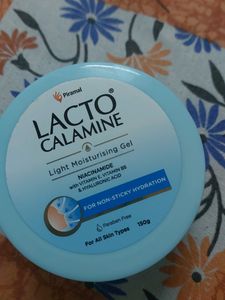 Piramal
LACTO®
CALAMINE
Light Moisturising Gel
NIACINAMIDE
with VITAMIN E, VITAMIN B5
& HYALURONIC ACID
FOR NON-STICKY HYDRATION
Paraben Free
For All Skin Types
150g